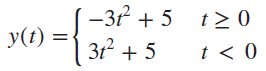 y(t) = { −3t² + 5   t ≥ 0
3t² + 5   t < 0